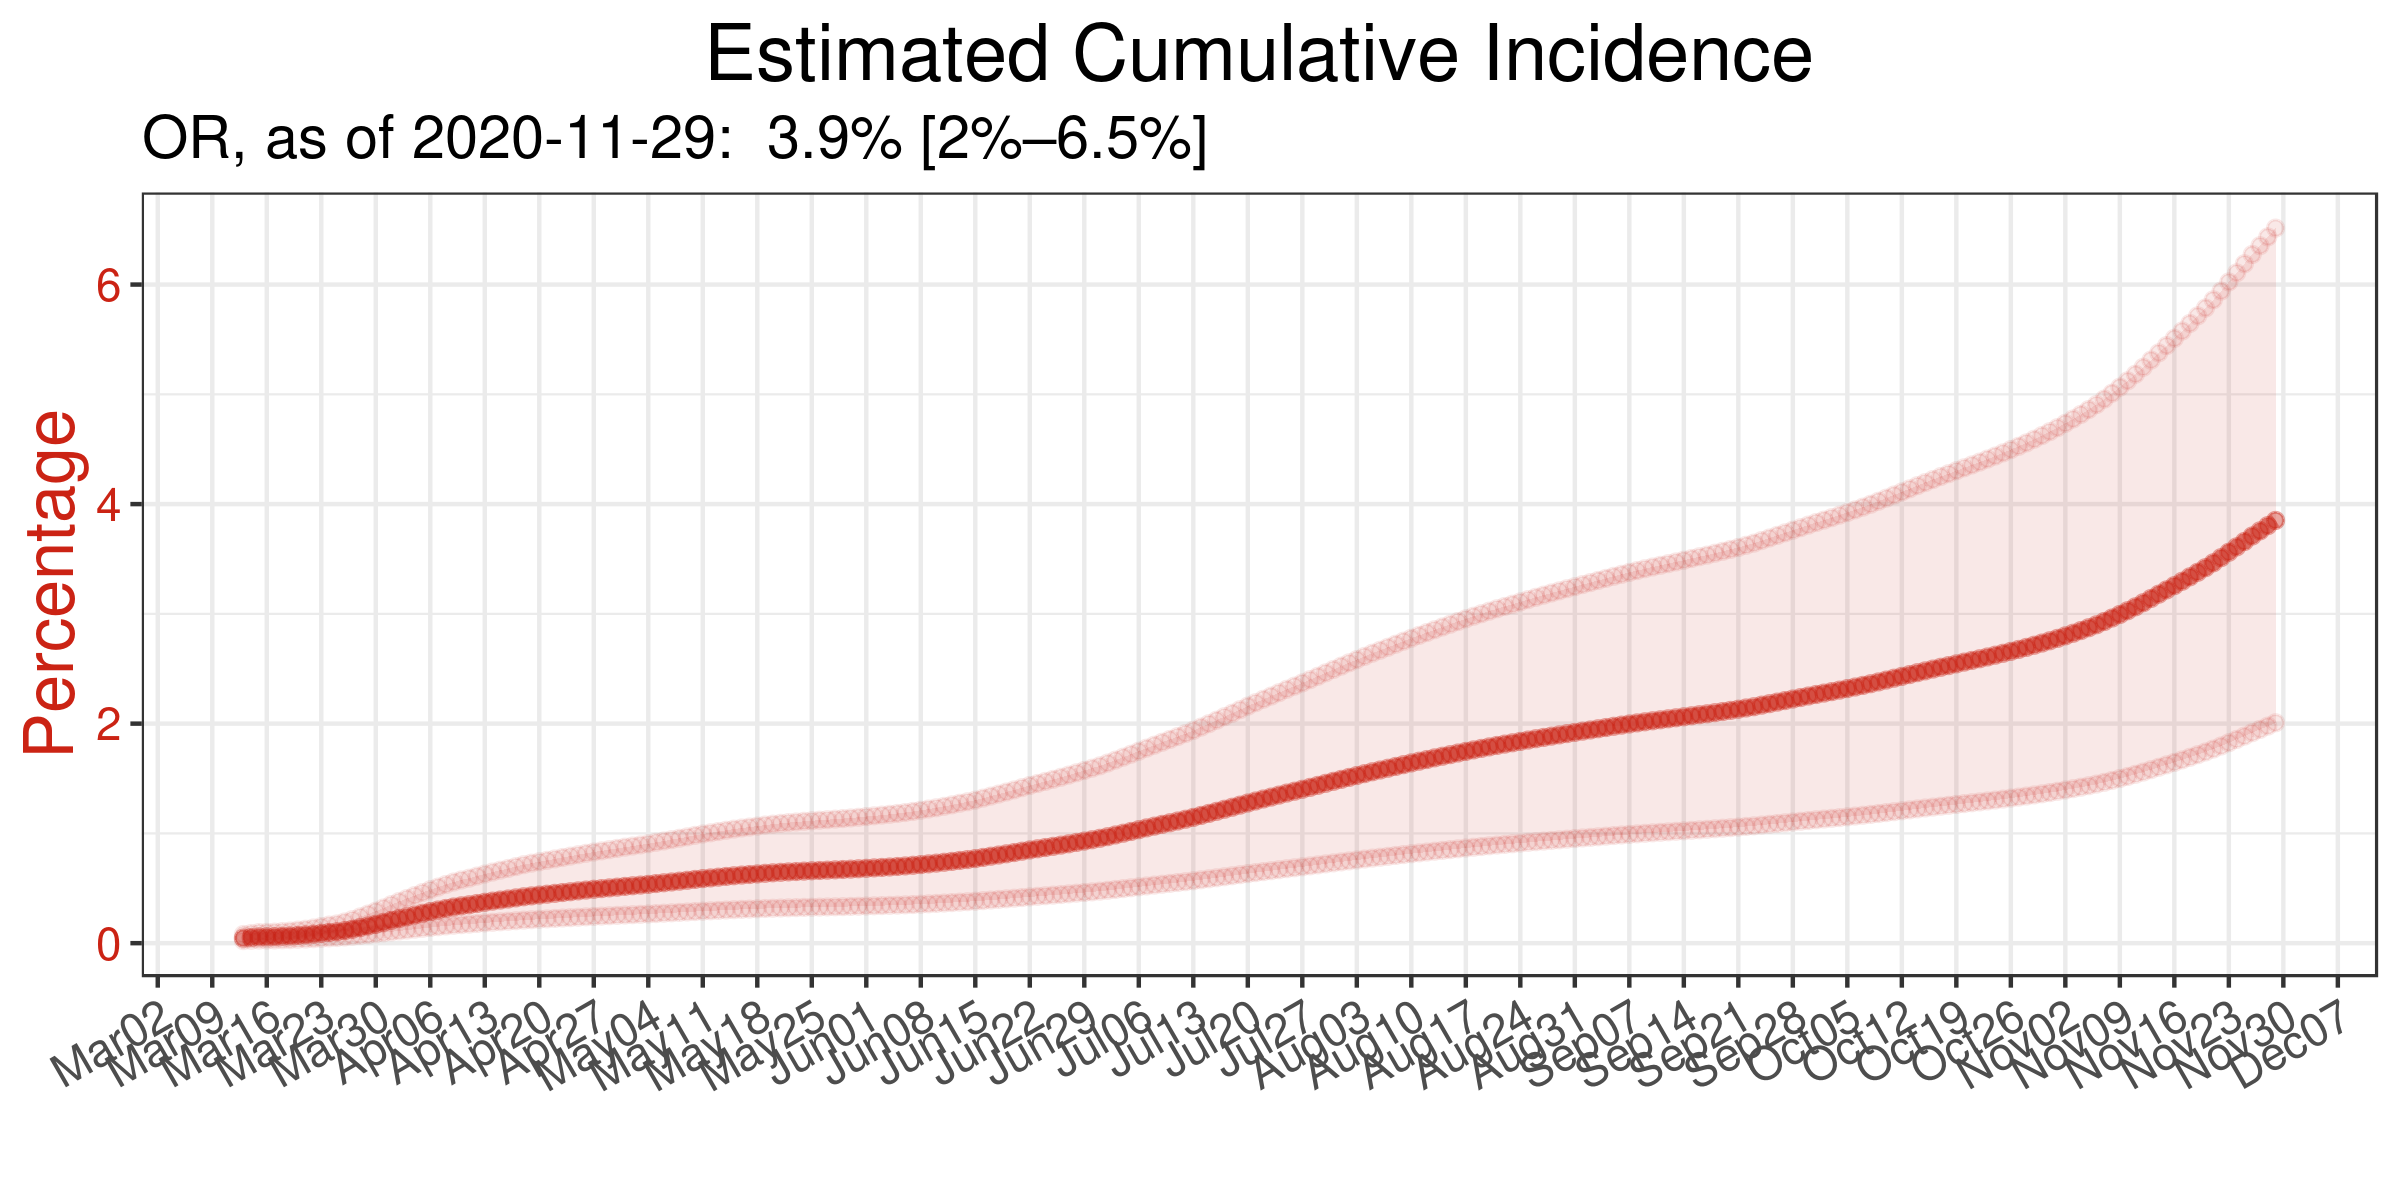 Estimated Cumulative Incidence
OR, as of 2020-11-29:  3.9% [2%–6.5%]
Percentage
6
4
2
0
Mar02
Mar09
Mar16
Mar23
Mar30
Apr06
Apr13
Apr20
Apr27
May04
May11
May18
May25
Jun01
Jun08
Jun15
Jun22
Jun29
Jul06
Jul13
Jul20
Jul27
Aug03
Aug10
Aug17
Aug24
Aug31
Sep07
Sep14
Sep21
Sep28
Oct05
Oct12
Oct19
Oct26
Nov02
Nov09
Nov16
Nov23
Nov30
Dec07